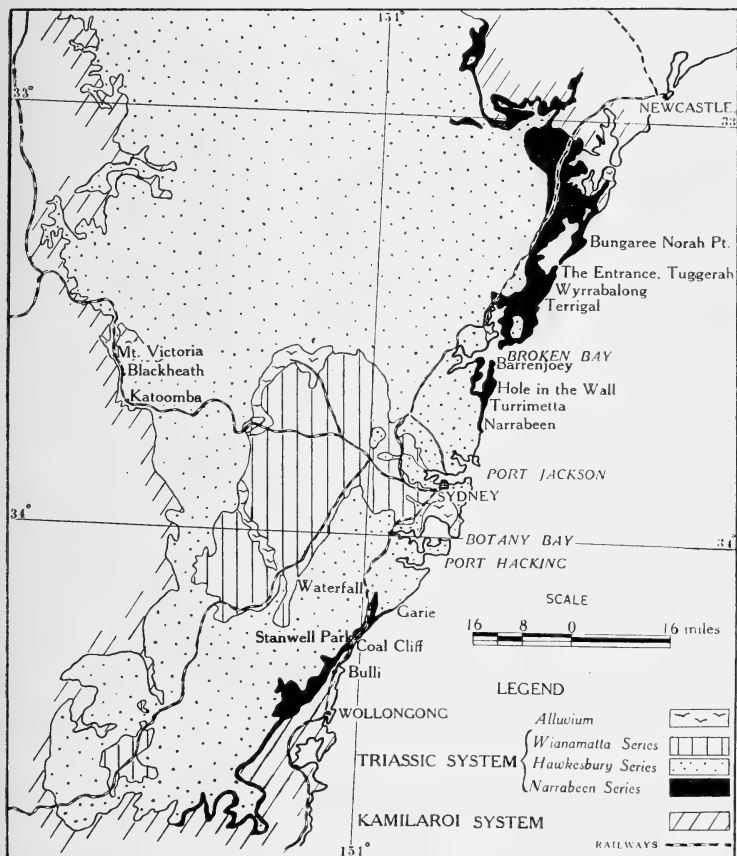 151°
33°
NEWCASTLE
33
Bungaree Norah Pt.
The Entrance, Tuggerah
Wyrrabalong
Terrigal
BROKEN BAY
Barrenjoey
Mt. Victoria
Blackheath
Katoomba
Hole in the Wall
Turrimetta
Narrabeen
PORT JACKSON
SYDNEY
34°
BOTANY BAY
34
PORT HACKING
Waterfall
SCALE
Garie
16 8 0 16 miles
Stanwell Park
Coal Cliff
Bulli
LEGEND
WOLLONGONG
Alluvium
TRIASSIC SYSTEM
Wianamatta Series
Hawkesbury Series
Narrabeen Series
KAMILAROI SYSTEM
RAILWAYS
151°